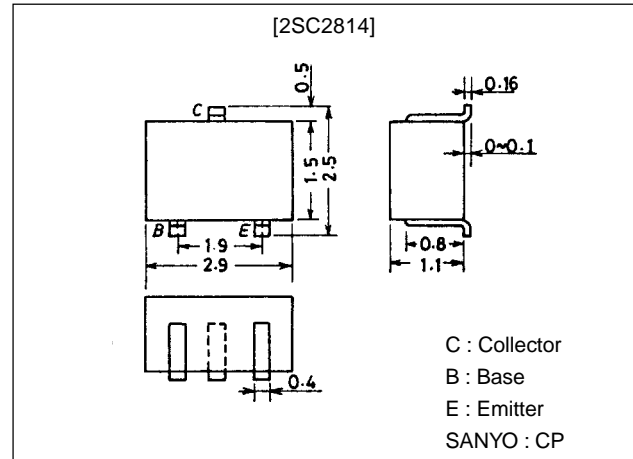 [2SC2814]
C
0.5
0.16
1.5
2.5
0~0.1
B
E
1.9
2.9
0.8
1.1
0.4
C : Collector
B : Base
E : Emitter
SANYO : CP